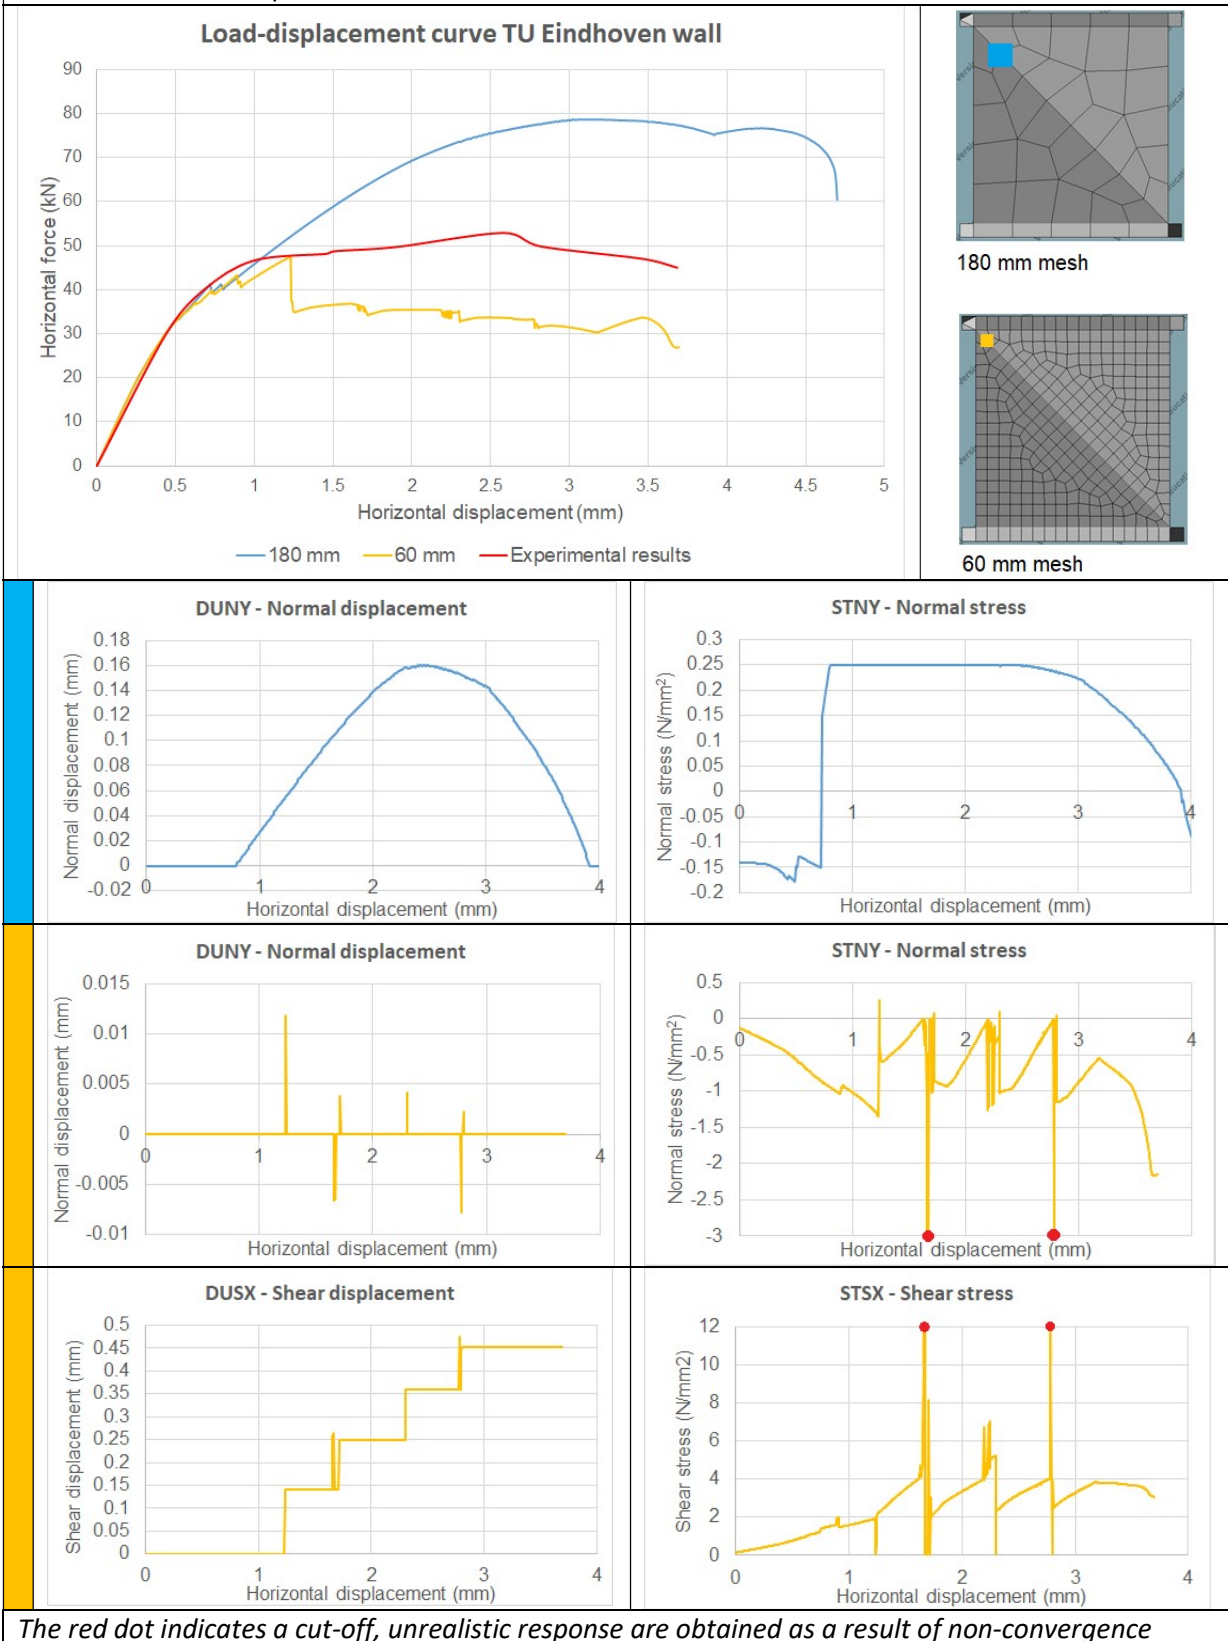 Load-displacement curve TU Eindhoven wall
90
80
70
60
50
40
30
20
10
0
Horizontal force (kN)
0 0.5 1 1.5 2 2.5 3 3.5 4 4.5 5
Horizontal displacement (mm)
180 mm 60 mm Experimental results
180 mm mesh
60 mm mesh
DUNY - Normal displacement
0.18
0.16
0.14
0.12
0.1
0.08
0.06
0.04
0.02
0
-0.02
Normal displacement (mm)
0 1 2 3 4
Horizontal displacement (mm)
STNY - Normal stress
0.3
0.25
0.2
0.15
0.1
0.05
0
-0.05
-0.1
-0.15
-0.2
Normal stress (N/mm²)
0 1 2 3 4
Horizontal displacement (mm)
DUNY - Normal displacement
0.015
0.01
0.005
0
-0.005
-0.01
Normal displacement (mm)
0 1 2 3 4
Horizontal displacement (mm)
STNY - Normal stress
0.5
0
-0.5
-1
-1.5
-2
-2.5
-3
Normal stress (N/mm²)
0 1 2 3 4
Horizontal displacement (mm)
DUSX - Shear displacement
0.5
0.45
0.4
0.35
0.3
0.25
0.2
0.15
0.1
0.05
0
Shear displacement (mm)
0 1 2 3 4
Horizontal displacement (mm)
STSX - Shear stress
12
10
8
6
4
2
0
Shear stress (N/mm2)
0 1 2 3 4
Horizontal displacement (mm)
The red dot indicates a cut-off, unrealistic response are obtained as a result of non-convergence